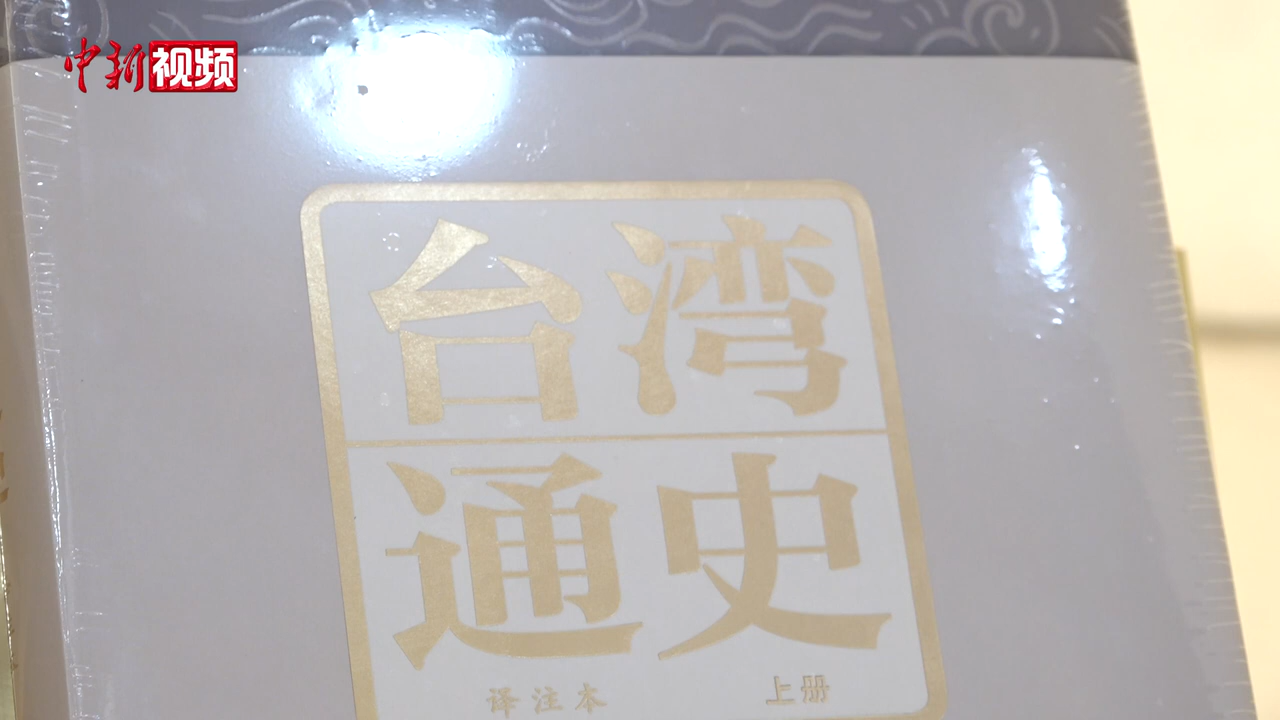 中新视频
台湾
通史
译注本 上册